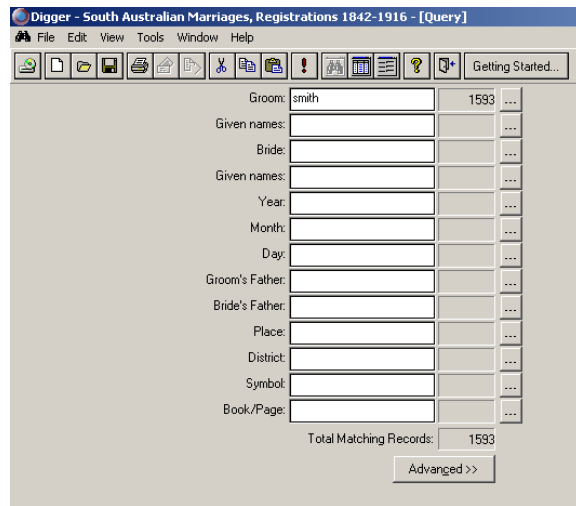 Digger - South Australian Marriages, Registrations 1842-1916 - [Query]
File Edit View Tools Window Help
Getting Started...
Groom: smith 1593 ...
Given names: ...
Bride: ...
Given names: ...
Year: ...
Month: ...
Day: ...
Groom's Father: ...
Bride's Father: ...
Place: ...
District: ...
Symbol: ...
Book/Page: ...
Total Matching Records: 1593
Advanced >>